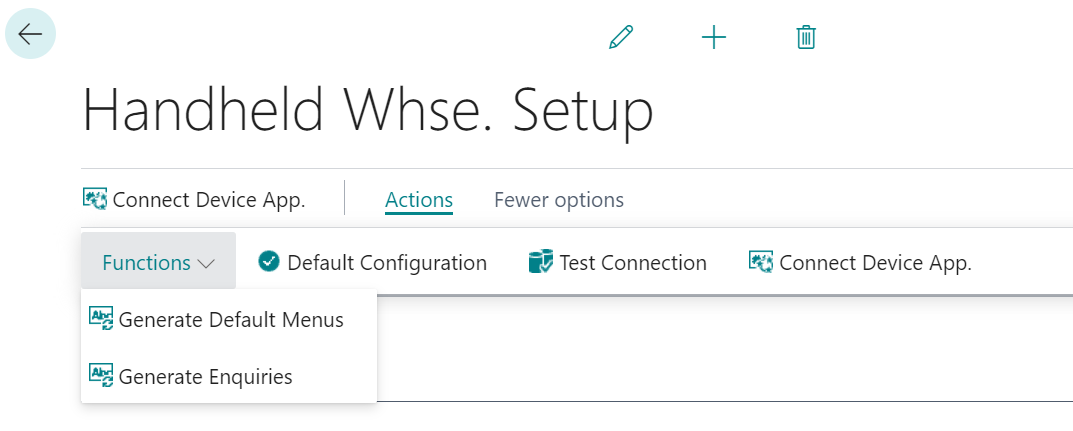 Handheld Whse. Setup
Connect Device App. Actions Fewer options
Functions Default Configuration Test Connection Connect Device App.
Generate Default Menus
Generate Enquiries